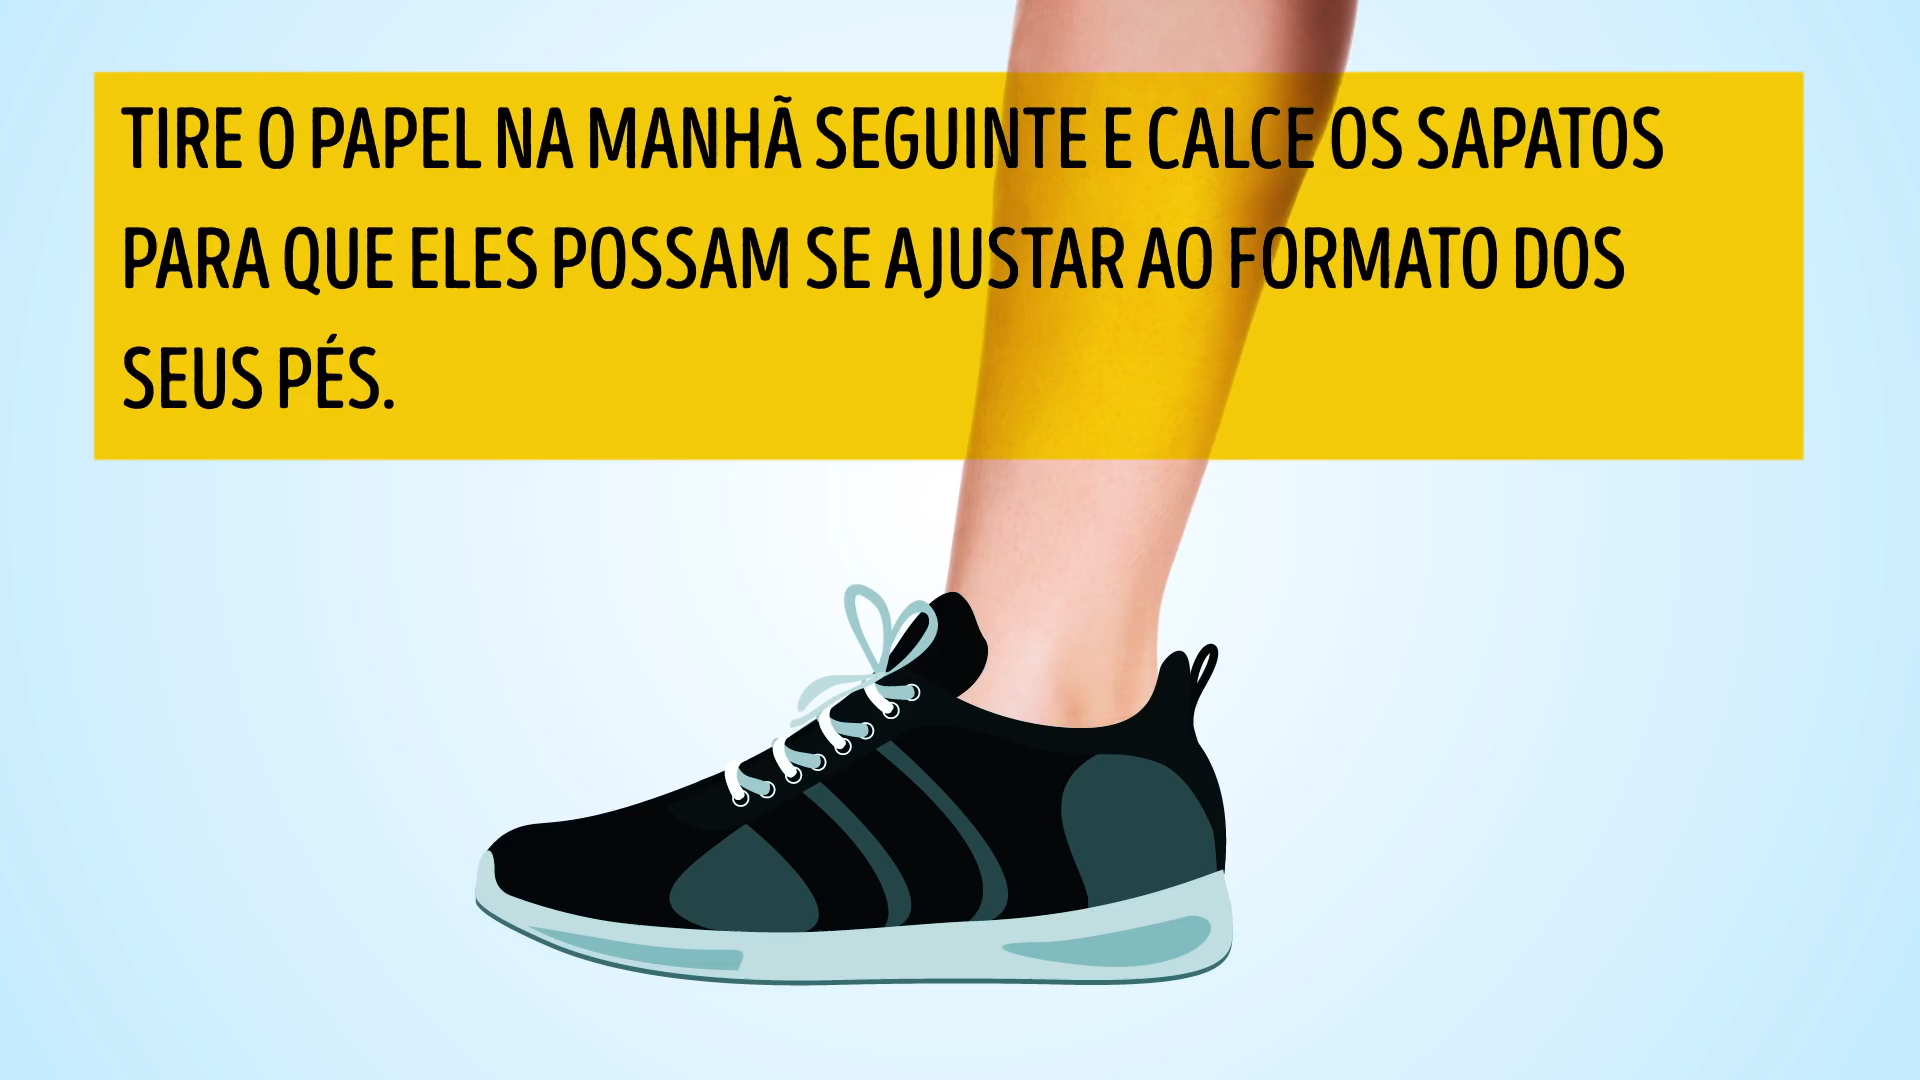 TIRE O PAPEL NA MANHÃ SEGUINTE E CALCE OS SAPATOS
PARA QUE ELES POSSAM SE AJUSTAR AO FORMATO DOS
SEUS PÉS.